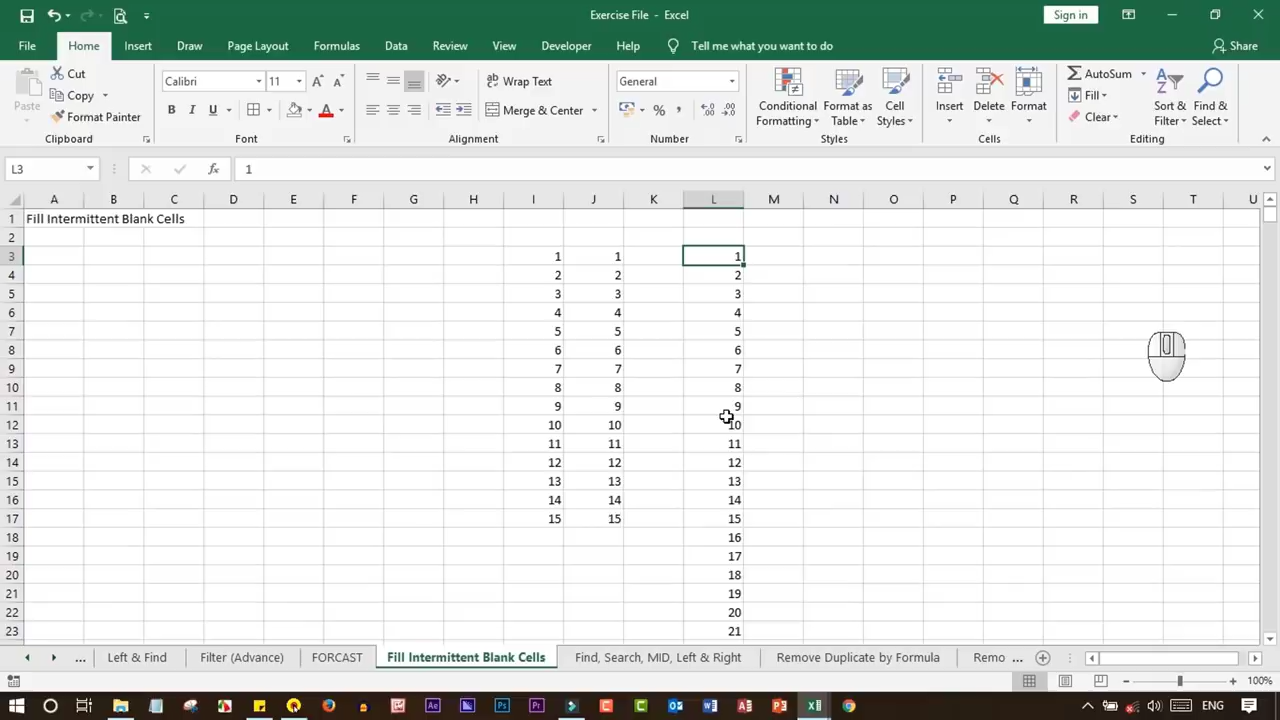 Exercise File - Excel
Sign in
File Home Insert Draw Page Layout Formulas Data Review View Developer Help Tell me what you want to do Share
Paste Cut Copy Format Painter
Calibri 11
B I U A
ab Wrap Text
Merge & Center
General
% ,
Conditional Formatting Format as Table Cell Styles
Insert Delete Format
AutoSum Fill Clear
Sort & Filter Find & Select
Clipboard Font Alignment Number Styles Cells Editing
L3 fx 1
A B C D E F G H I J K L M N O P Q R S T U
1 Fill Intermittent Blank Cells
2
3 1 1 1
4 2 2 2
5 3 3 3
6 4 4 4
7 5 5 5
8 6 6 6
9 7 7 7
10 8 8 8
11 9 9 9
12 10 10 10
13 11 11 11
14 12 12 12
15 13 13 13
16 14 14 14
17 15 15 15
18 16
19 17
20 18
21 19
22 20
23 21
... Left & Find Filter (Advance) FORCAST Fill Intermittent Blank Cells Find, Search, MID, Left & Right Remove Duplicate by Formula Remo ...
100%
Ae Ps Pr ENG